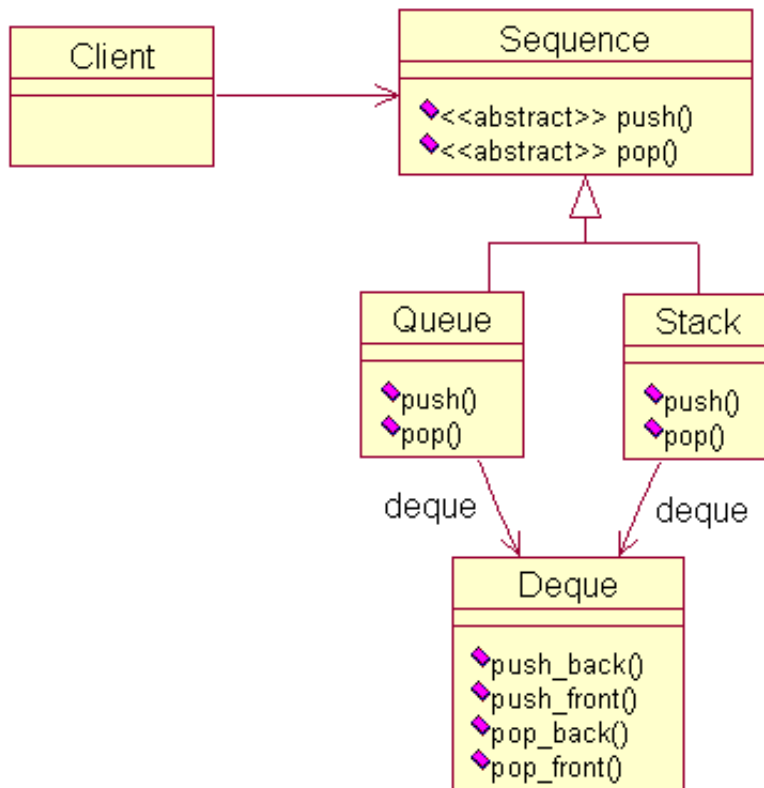 Client
Sequence
<<abstract>> push()
<<abstract>> pop()
Queue
push()
pop()
Stack
push()
pop()
deque
deque
Deque
push_back()
push_front()
pop_back()
pop_front()